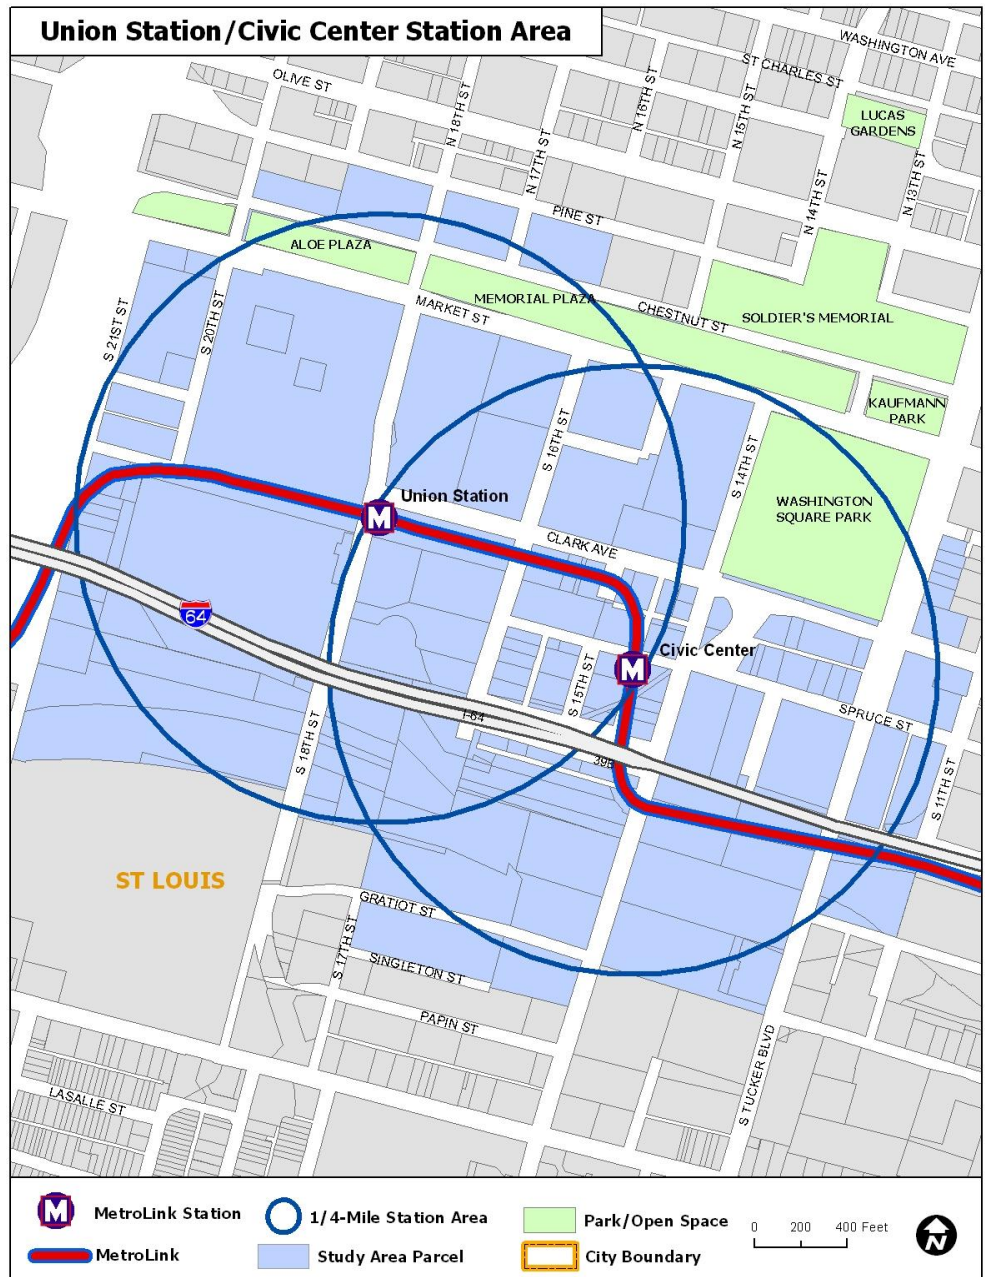 Union Station/Civic Center Station Area
WASHINGTON AVE
ST CHARLES ST
OLIVE ST
N 18TH ST
N 16TH ST
N 15TH ST
LUCAS
GARDENS
N 17TH ST
N 14TH ST
N 13TH ST
PINE ST
ALOE PLAZA
MEMORIAL PLAZA
MARKET ST
CHESTNUT ST
SOLDIER'S MEMORIAL
S 21ST ST
S 20TH ST
KAUFMANN
PARK
S 16TH ST
S 14TH ST
Union Station
M
WASHINGTON
SQUARE PARK
CLARK AVE
64
Civic Center
M
S 15TH ST
I-64
SPRUCE ST
S 18TH ST
39B
S 11TH ST
ST LOUIS
GRATIOT ST
S 17TH ST
SINGLETON ST
PAPIN ST
S TUCKER BLVD
LASALLE ST
M
MetroLink Station
1/4-Mile Station Area
Park/Open Space
0 200 400 Feet
N
MetroLink
Study Area Parcel
City Boundary